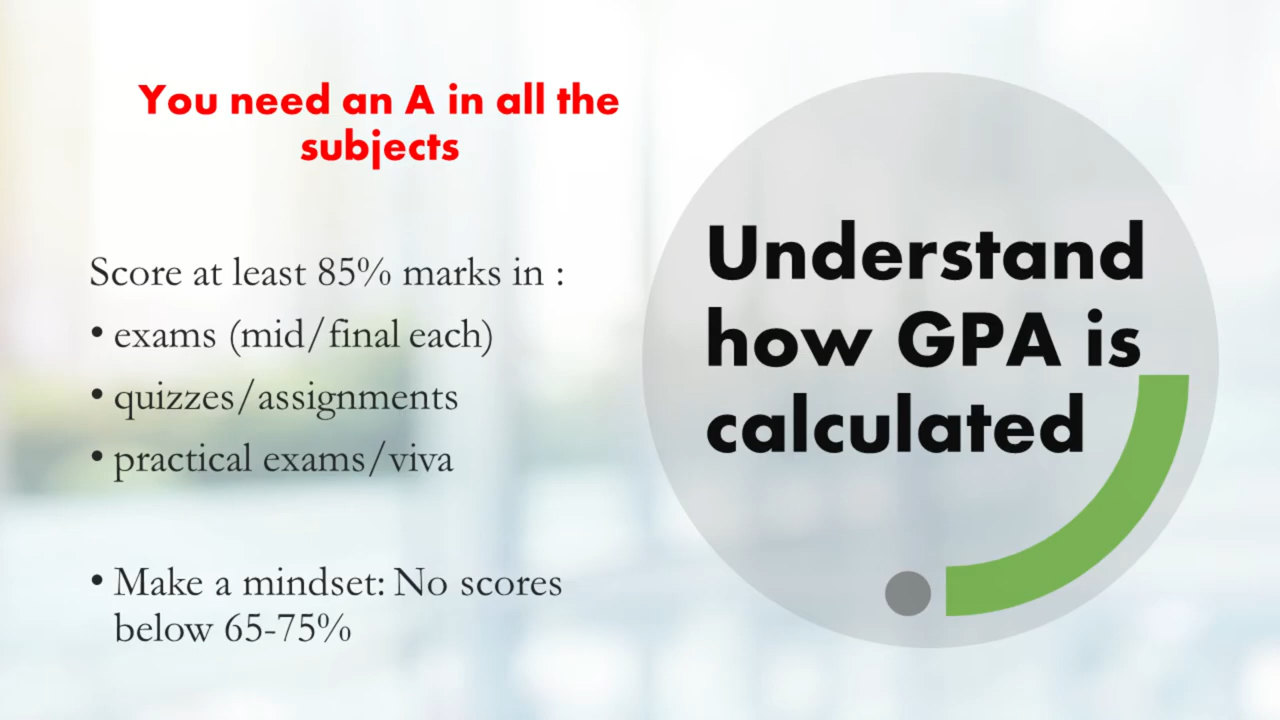 You need an A in all the
subjects
Score at least 85% marks in :
• exams (mid/final each)
• quizzes/assignments
• practical exams/viva
• Make a mindset: No scores
below 65-75%
Understand
how GPA is
calculated